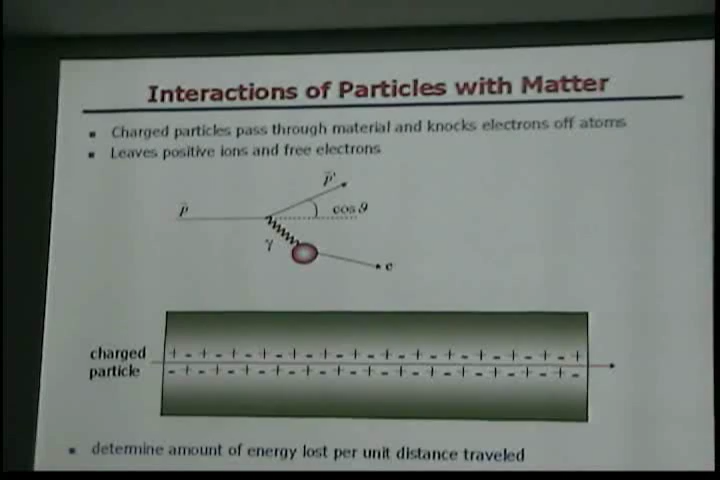 Interactions of Particles with Matter
▪ Charged particles pass through material and knocks electrons off atoms
▪ Leaves positive ions and free electrons
p⃗'
p⃗ cos ϑ
γ
e
charged + - + - + - + - + - + - + - + - + - + - + - + - + - +
particle - + - + - + - + - + - + - + - + - + - + - + - + - + -
▪ determine amount of energy lost per unit distance traveled